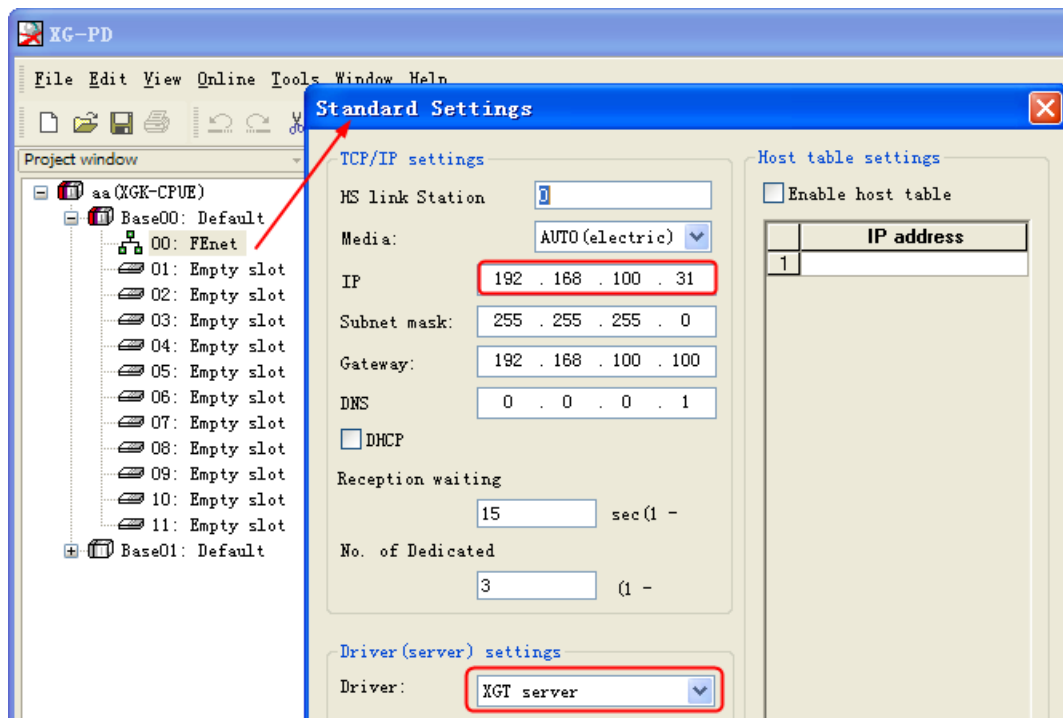 XG-PD
File Edit View Online Tools Window Help
Project window
aa(XGK-CPUE)
Base00: Default
00: FEnet
01: Empty slot
02: Empty slot
03: Empty slot
04: Empty slot
05: Empty slot
06: Empty slot
07: Empty slot
08: Empty slot
09: Empty slot
10: Empty slot
11: Empty slot
Base01: Default
Standard Settings
TCP/IP settings
HS link Station 0
Media: AUTO(electric)
IP 192 . 168 . 100 . 31
Subnet mask: 255 . 255 . 255 . 0
Gateway: 192 . 168 . 100 . 100
DNS 0 . 0 . 0 . 1
DHCP
Reception waiting
15 sec(1 -
No. of Dedicated
3 (1 -
Driver(server) settings
Driver: XGT server
Host table settings
Enable host table
IP address
1